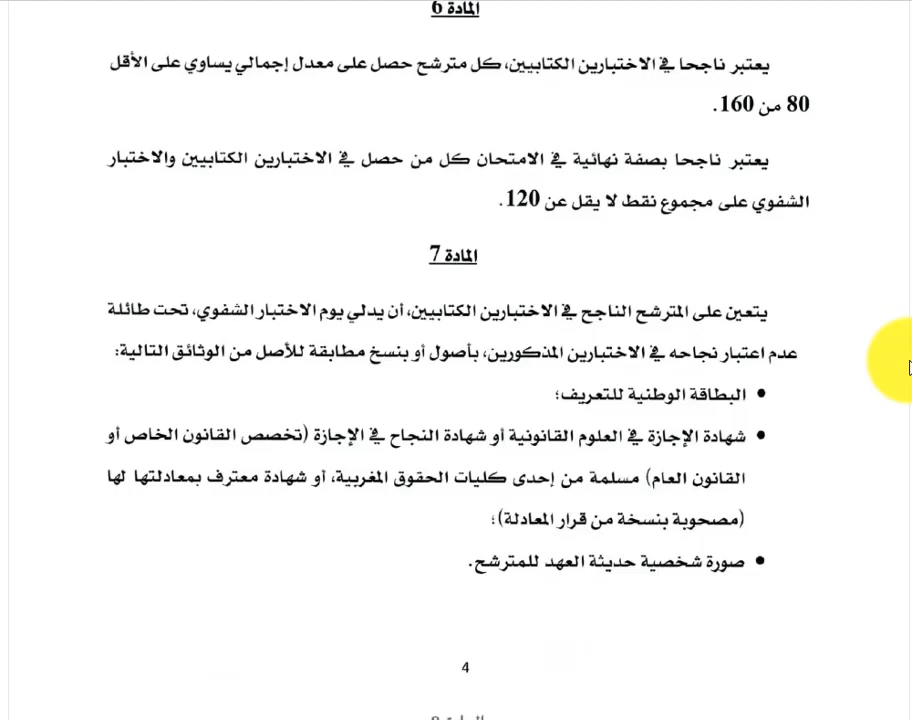 المادة 6
يعتبر ناجحا في الاختبارين الكتابيين، كل مترشح حصل على معدل إجمالي يساوي على الأقل
80 من 160.
يعتبر ناجحا بصفة نهائية في الامتحان كل من حصل في الاختبارين الكتابيين والاختبار
الشفوي على مجموع نقط لا يقل عن 120.
المادة 7
يتعين على المترشح الناجح في الاختبارين الكتابيين، أن يدلي يوم الاختبار الشفوي، تحت طائلة
عدم اعتبار نجاحه في الاختبارين المذكورين، بأصول أو بنسخ مطابقة للأصل من الوثائق التالية:
• البطاقة الوطنية للتعريف؛
• شهادة الإجازة في العلوم القانونية أو شهادة النجاح في الإجازة (تخصص القانون الخاص أو
القانون العام) مسلمة من إحدى كليات الحقوق المغربية، أو شهادة معترف بمعادلتها لها
(مصحوبة بنسخة من قرار المعادلة)؛
• صورة شخصية حديثة العهد للمترشح.
4